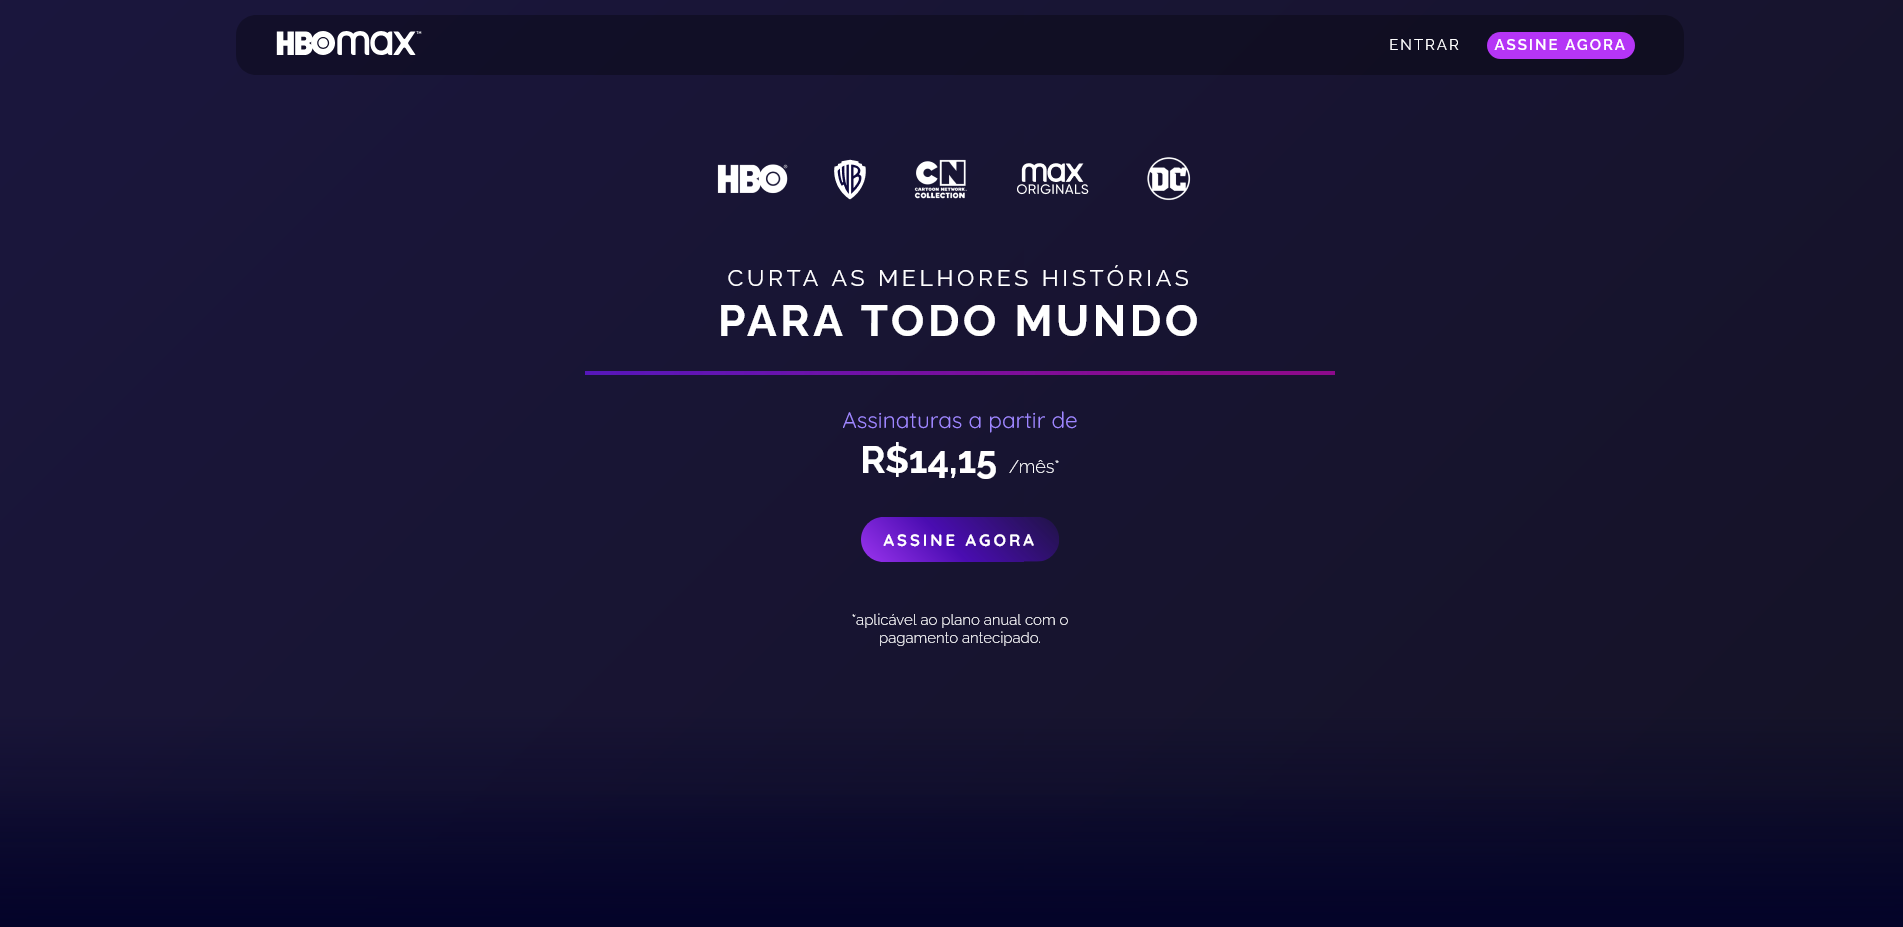 HBOmax™
ENTRAR
ASSINE AGORA
HBO®
WB
CN
CARTOON NETWORK
COLLECTION
max
ORIGINALS
DC
CURTA AS MELHORES HISTÓRIAS
PARA TODO MUNDO
Assinaturas a partir de
R$14,15 /mês*
ASSINE AGORA
*aplicável ao plano anual com o
pagamento antecipado.